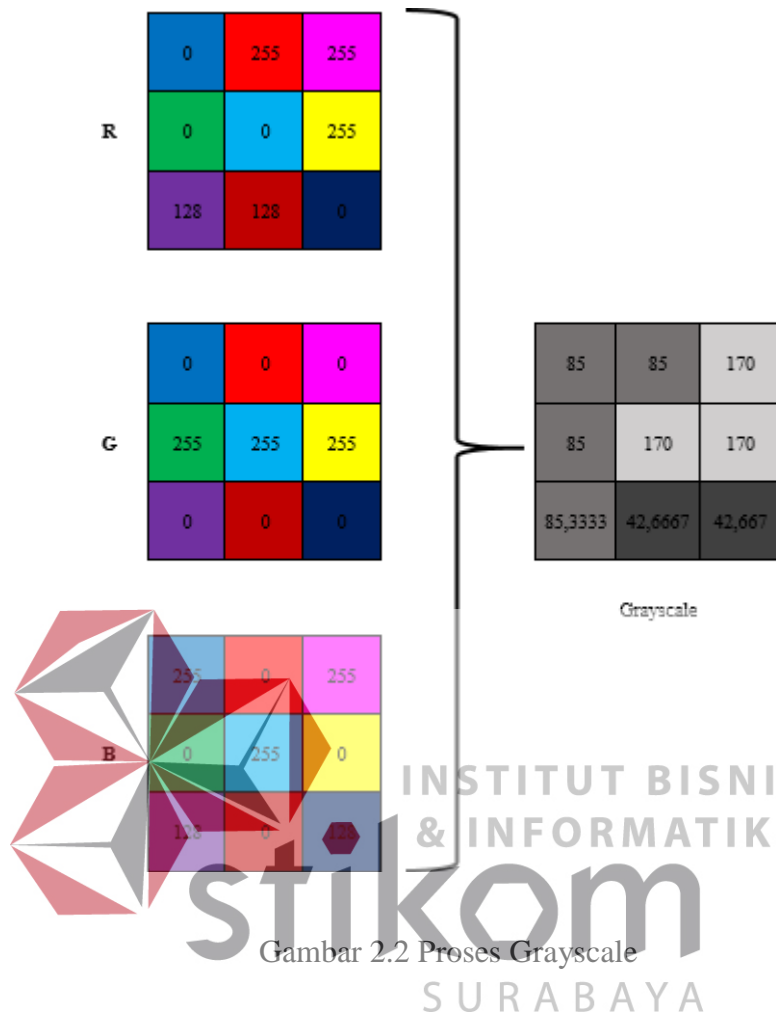 0 255 255
R 0 0 255
128 128 0
0 0 0
G 255 255 255
0 0 0
85 85 170
85 170 170
85,3333 42,6667 42,667
Grayscale
255 0 255
B 0 255 0
128 0 128
INSTITUT BISNI
& INFORMATIK
stikom
Gambar 2.2 Proses Grayscale
SURABAYA